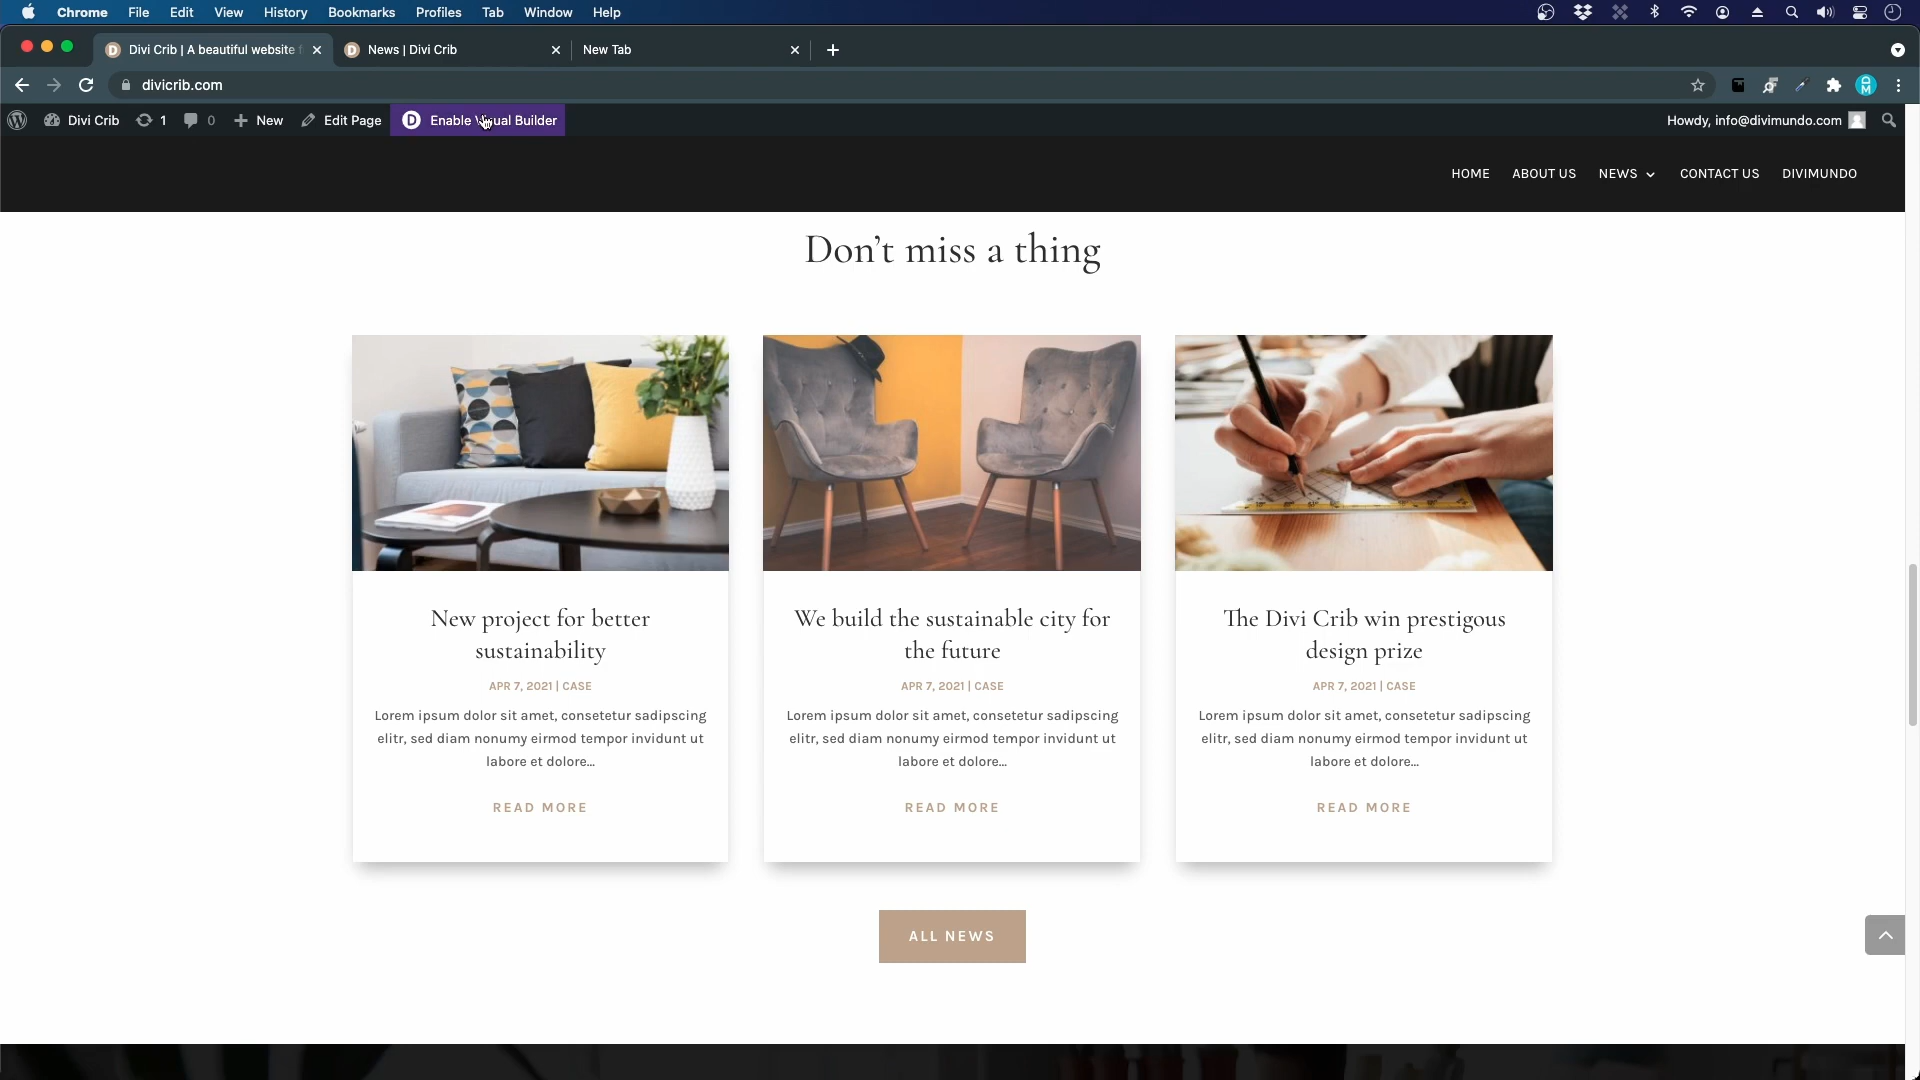 Chrome File Edit View History Bookmarks Profiles Tab Window Help
Divi Crib | A beautiful website
News | Divi Crib
New Tab
divicrib.com
Divi Crib 1 0 New Edit Page Enable Visual Builder
Howdy, info@divimundo.com
HOME ABOUT US NEWS CONTACT US DIVIMUNDO
Don’t miss a thing
New project for better
sustainability
APR 7, 2021 | CASE
Lorem ipsum dolor sit amet, consetetur sadipscing
elitr, sed diam nonumy eirmod tempor invidunt ut
labore et dolore...
READ MORE
We build the sustainable city for
the future
APR 7, 2021 | CASE
Lorem ipsum dolor sit amet, consetetur sadipscing
elitr, sed diam nonumy eirmod tempor invidunt ut
labore et dolore...
READ MORE
The Divi Crib win prestigous
design prize
APR 7, 2021 | CASE
Lorem ipsum dolor sit amet, consetetur sadipscing
elitr, sed diam nonumy eirmod tempor invidunt ut
labore et dolore...
READ MORE
ALL NEWS